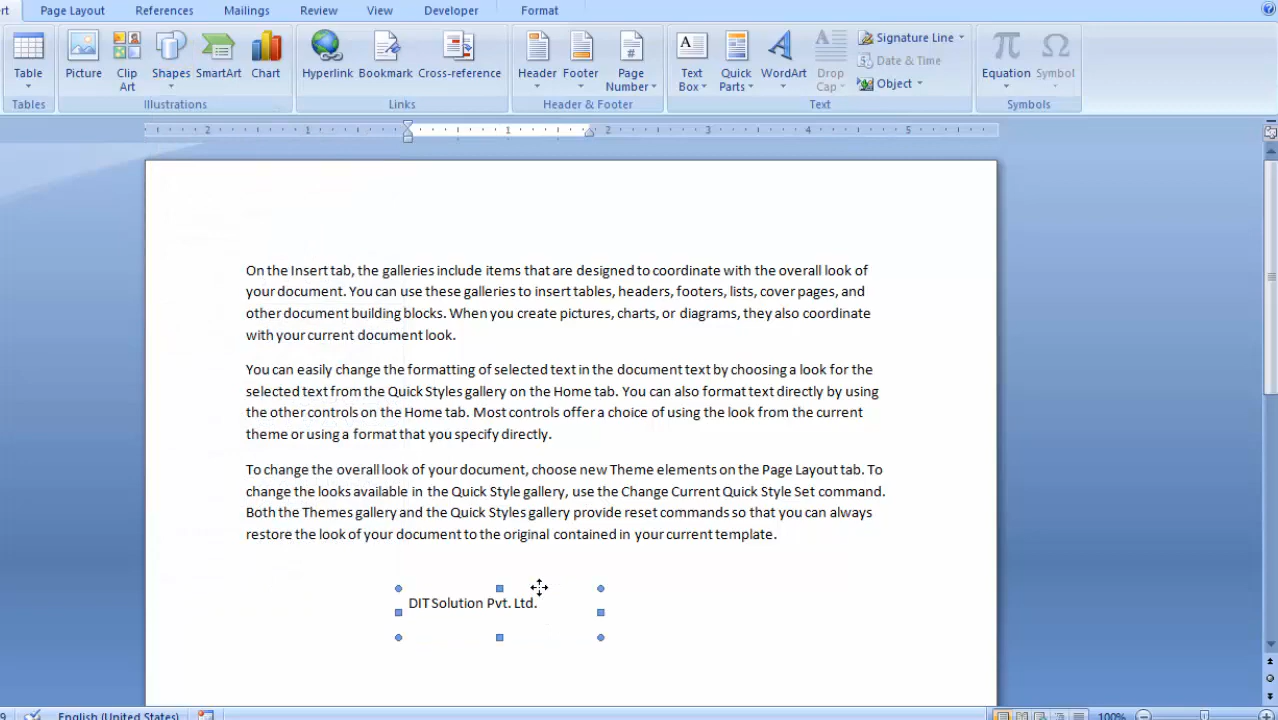 rt Page Layout References Mailings Review View Developer Format
Table Picture Clip Art Shapes SmartArt Chart Hyperlink Bookmark Cross-reference Header Footer Page Number Text Box Quick Parts WordArt Drop Cap Signature Line Date & Time Object Equation Symbol
Tables Illustrations Links Header & Footer Text Symbols
2 1 1 2 3 4 5
On the Insert tab, the galleries include items that are designed to coordinate with the overall look of
your document. You can use these galleries to insert tables, headers, footers, lists, cover pages, and
other document building blocks. When you create pictures, charts, or diagrams, they also coordinate
with your current document look.
You can easily change the formatting of selected text in the document text by choosing a look for the
selected text from the Quick Styles gallery on the Home tab. You can also format text directly by using
the other controls on the Home tab. Most controls offer a choice of using the look from the current
theme or using a format that you specify directly.
To change the overall look of your document, choose new Theme elements on the Page Layout tab. To
change the looks available in the Quick Style gallery, use the Change Current Quick Style Set command.
Both the Themes gallery and the Quick Styles gallery provide reset commands so that you can always
restore the look of your document to the original contained in your current template.
DIT Solution Pvt. Ltd.
9 English (United States) 100%